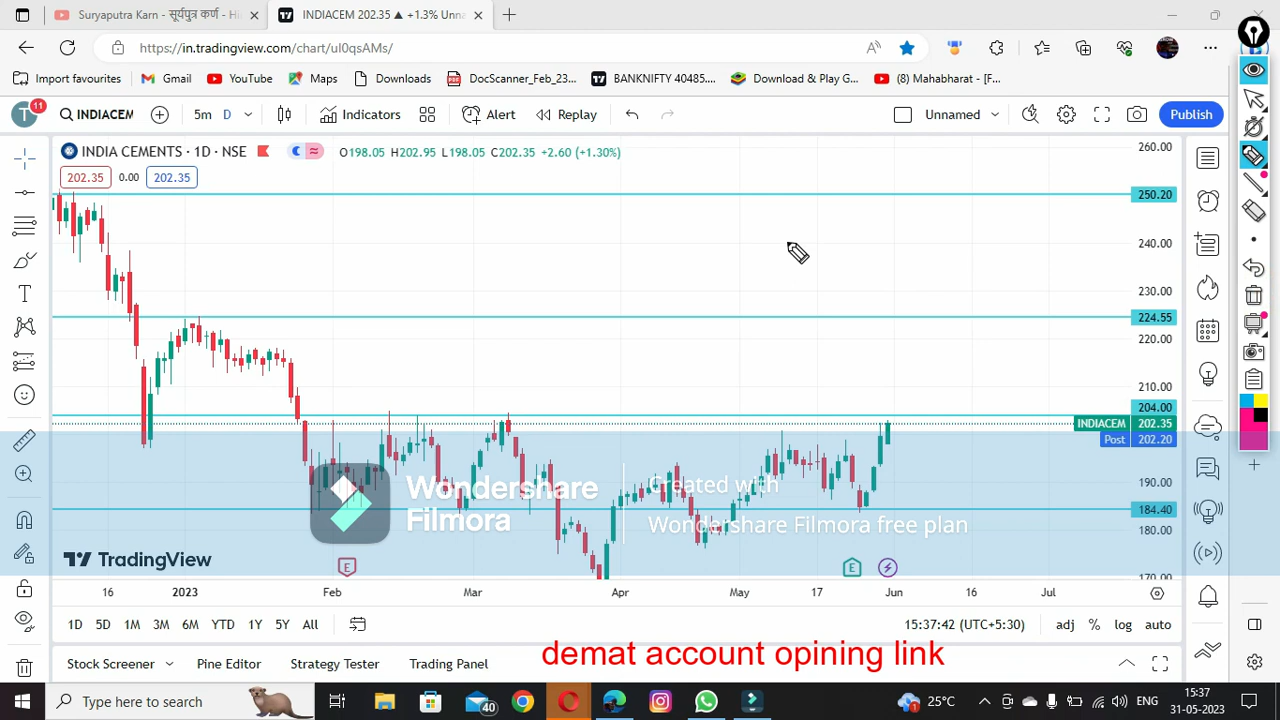 Suryaputra Karn - सूर्यपुत्र कर्ण - Hi
INDIACEM 202.35 ▲ +1.3% Unna
https://in.tradingview.com/chart/ul0qsAMs/
Import favourites
Gmail
YouTube
Maps
Downloads
DocScanner_Feb_23...
BANKNIFTY 40485....
Download & Play G...
(8) Mahabharat - [F...
T
11
INDIACEM
5m
D
Indicators
Alert
Replay
Unnamed
Publish
INDIA CEMENTS · 1D · NSE
O198.05 H202.95 L198.05 C202.35 +2.60 (+1.30%)
202.35
0.00
202.35
260.00
250.20
240.00
230.00
224.55
220.00
210.00
204.00
INDIACEM 202.35
Post 202.20
190.00
184.40
180.00
170.00
Wondershare
Filmora
Created with
Wondershare Filmora free plan
TradingView
E
E
16
2023
Feb
Mar
Apr
May
17
Jun
16
Jul
1D
5D
1M
3M
6M
YTD
1Y
5Y
All
15:37:42 (UTC+5:30)
adj
%
log
auto
Stock Screener
Pine Editor
Strategy Tester
Trading Panel
demat account opining link
Type here to search
40
25°C
ENG
15:37
31-05-2023